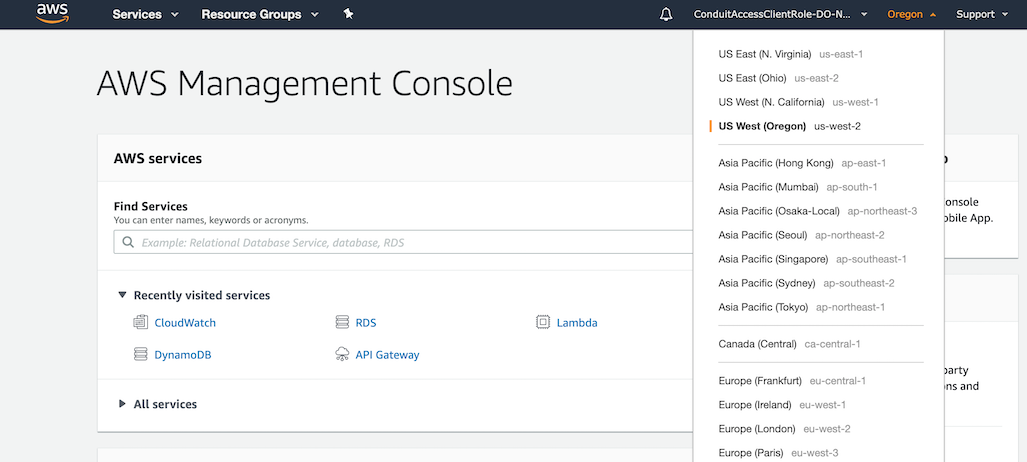 aws
Services
Resource Groups
ConduitAccessClientRole-DO-N...
Oregon
Support
AWS Management Console
AWS services
Find Services
You can enter names, keywords or acronyms.
Example: Relational Database Service, database, RDS
Recently visited services
CloudWatch
RDS
Lambda
DynamoDB
API Gateway
All services
US East (N. Virginia) us-east-1
US East (Ohio) us-east-2
US West (N. California) us-west-1
US West (Oregon) us-west-2
Asia Pacific (Hong Kong) ap-east-1
Asia Pacific (Mumbai) ap-south-1
Asia Pacific (Osaka-Local) ap-northeast-3
Asia Pacific (Seoul) ap-northeast-2
Asia Pacific (Singapore) ap-southeast-1
Asia Pacific (Sydney) ap-southeast-2
Asia Pacific (Tokyo) ap-northeast-1
Canada (Central) ca-central-1
Europe (Frankfurt) eu-central-1
Europe (Ireland) eu-west-1
Europe (London) eu-west-2
Europe (Paris) eu-west-3
onsole
obile App.
party
ns and